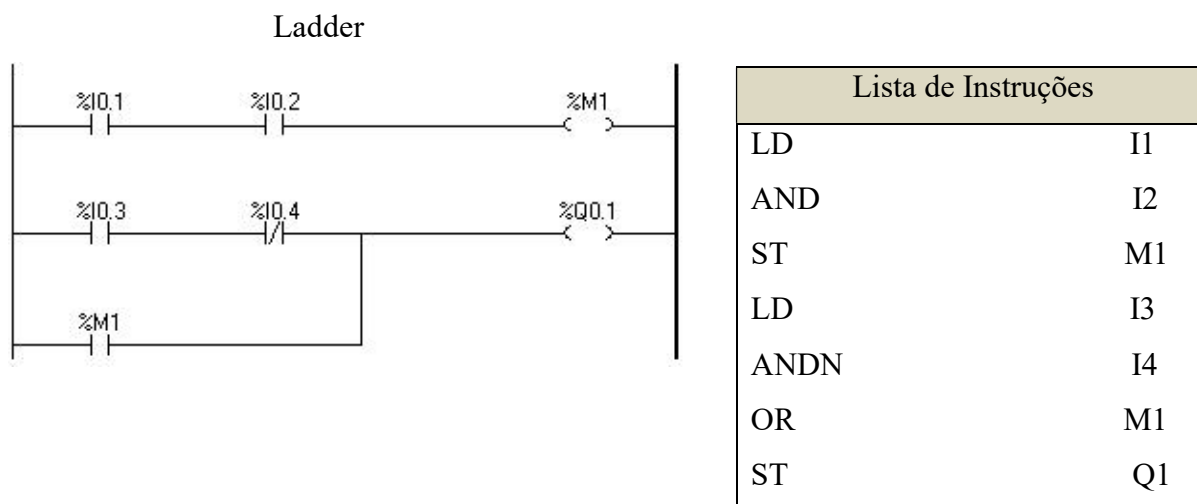 Ladder
%I0.1 %I0.2 %M1
%I0.3 %I0.4 %Q0.1
%M1
Lista de Instruções
LD I1
AND I2
ST M1
LD I3
ANDN I4
OR M1
ST Q1